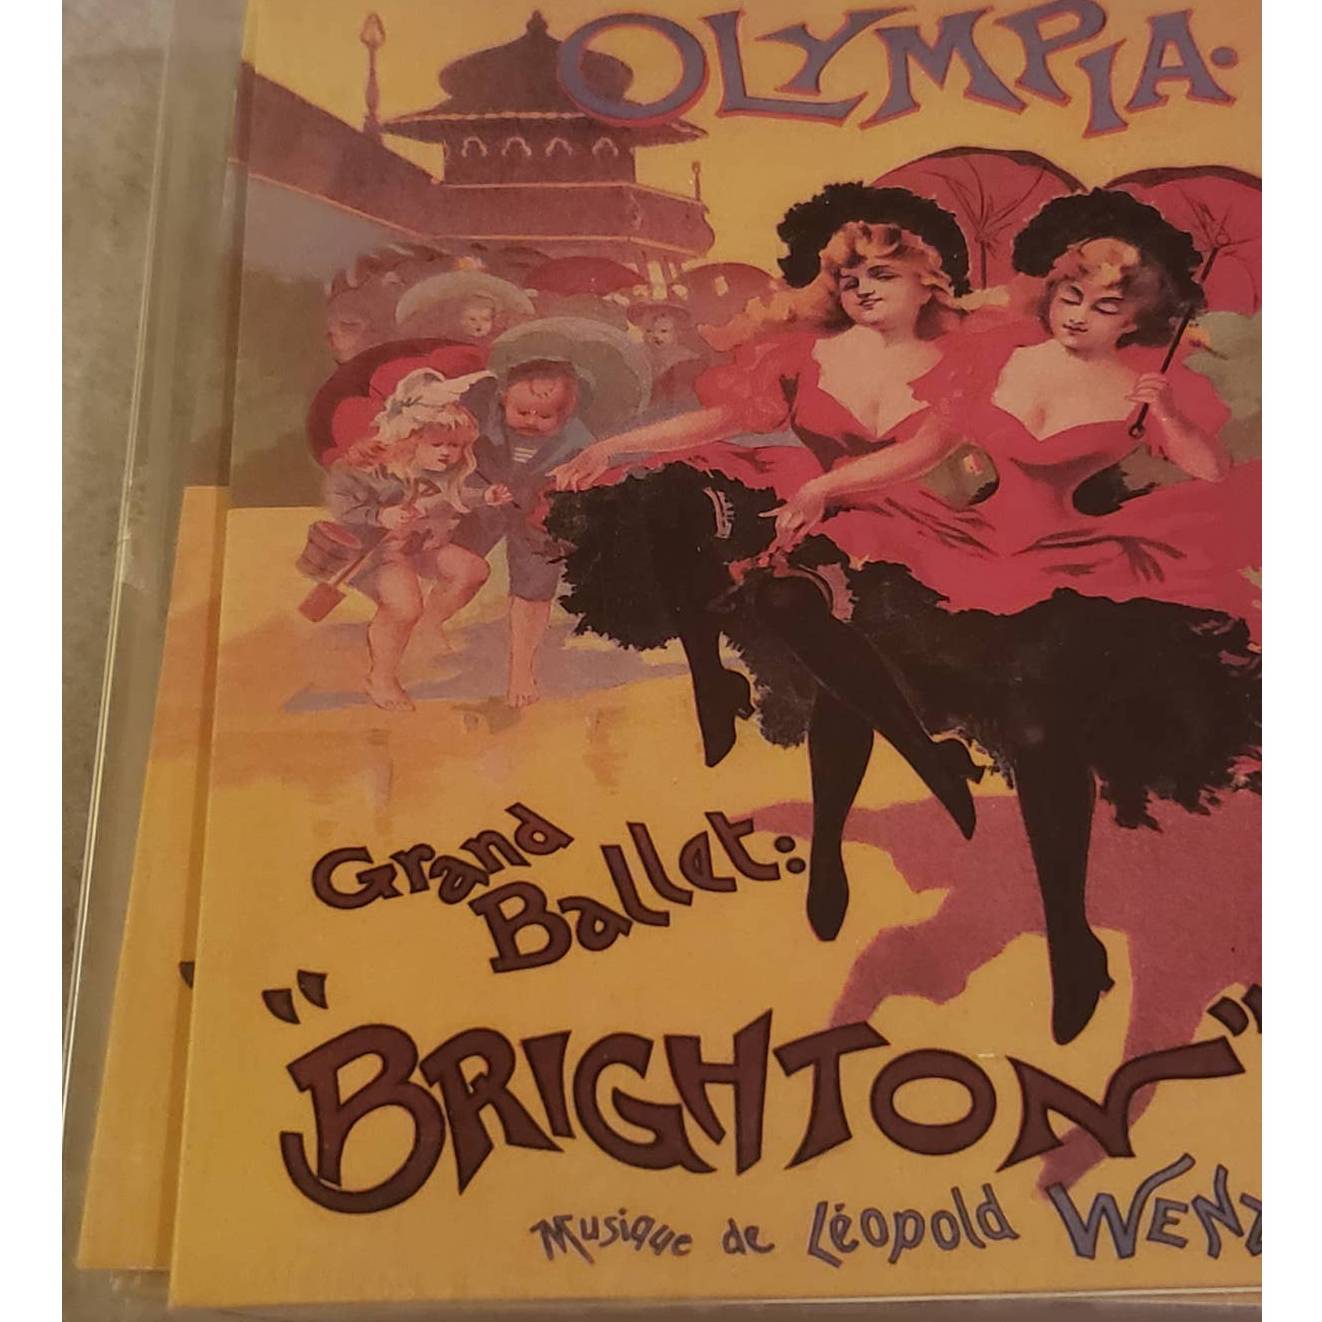 OLYMPIA.
Grand
Ballet:
"BRIGHTON"
Musique de Léopold